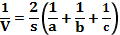 1/V = 2/s (1/a + 1/b + 1/c)